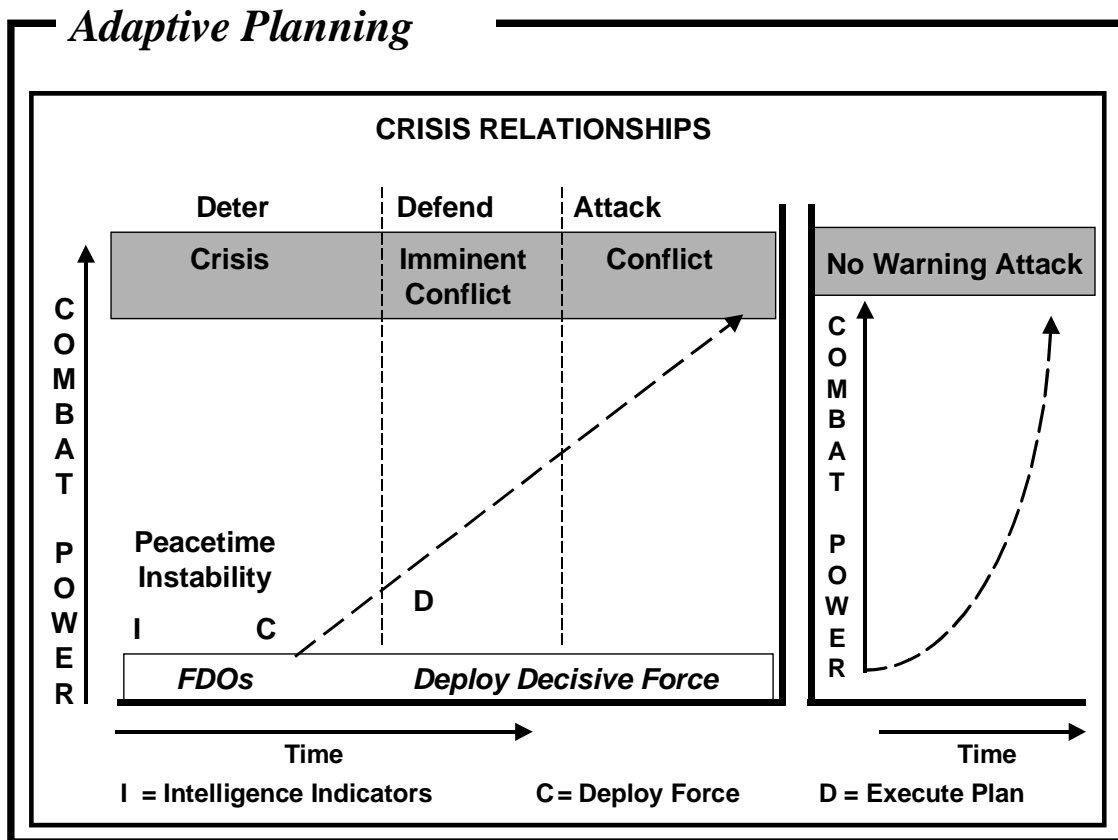 Adaptive Planning
CRISIS RELATIONSHIPS
Deter
Defend
Attack
Crisis
Imminent
Conflict
Conflict
COMBAT POWER
Peacetime
Instability
I
C
D
FDOs
Deploy Decisive Force
Time
No Warning Attack
COMBAT POWER
Time
I = Intelligence Indicators
C = Deploy Force
D = Execute Plan